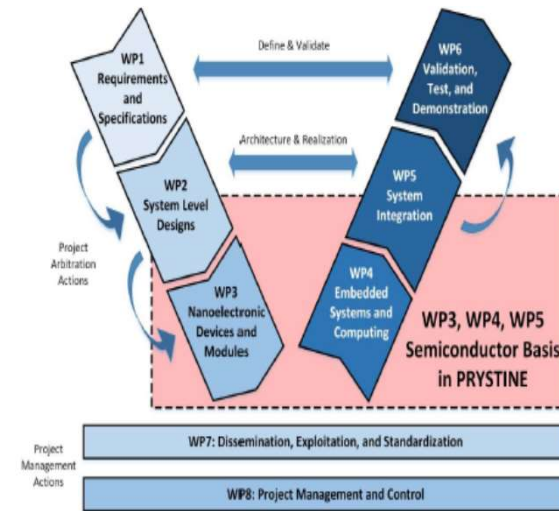 WP1
Requirements
and
Specifications
Define & Validate
WP6
Validation,
Test, and
Demonstration
Architecture & Realization
WP2
System Level
Designs
WP5
System
Integration
Project
Arbitration
Actions
WP3
Nanoelectronic
Devices and
Modules
WP4
Embedded
Systems and
Computing
WP3, WP4, WP5
Semiconductor Basis
in PRYSTINE
Project
Management
Actions
WP7: Dissemination, Exploitation, and Standardization
WP8: Project Management and Control